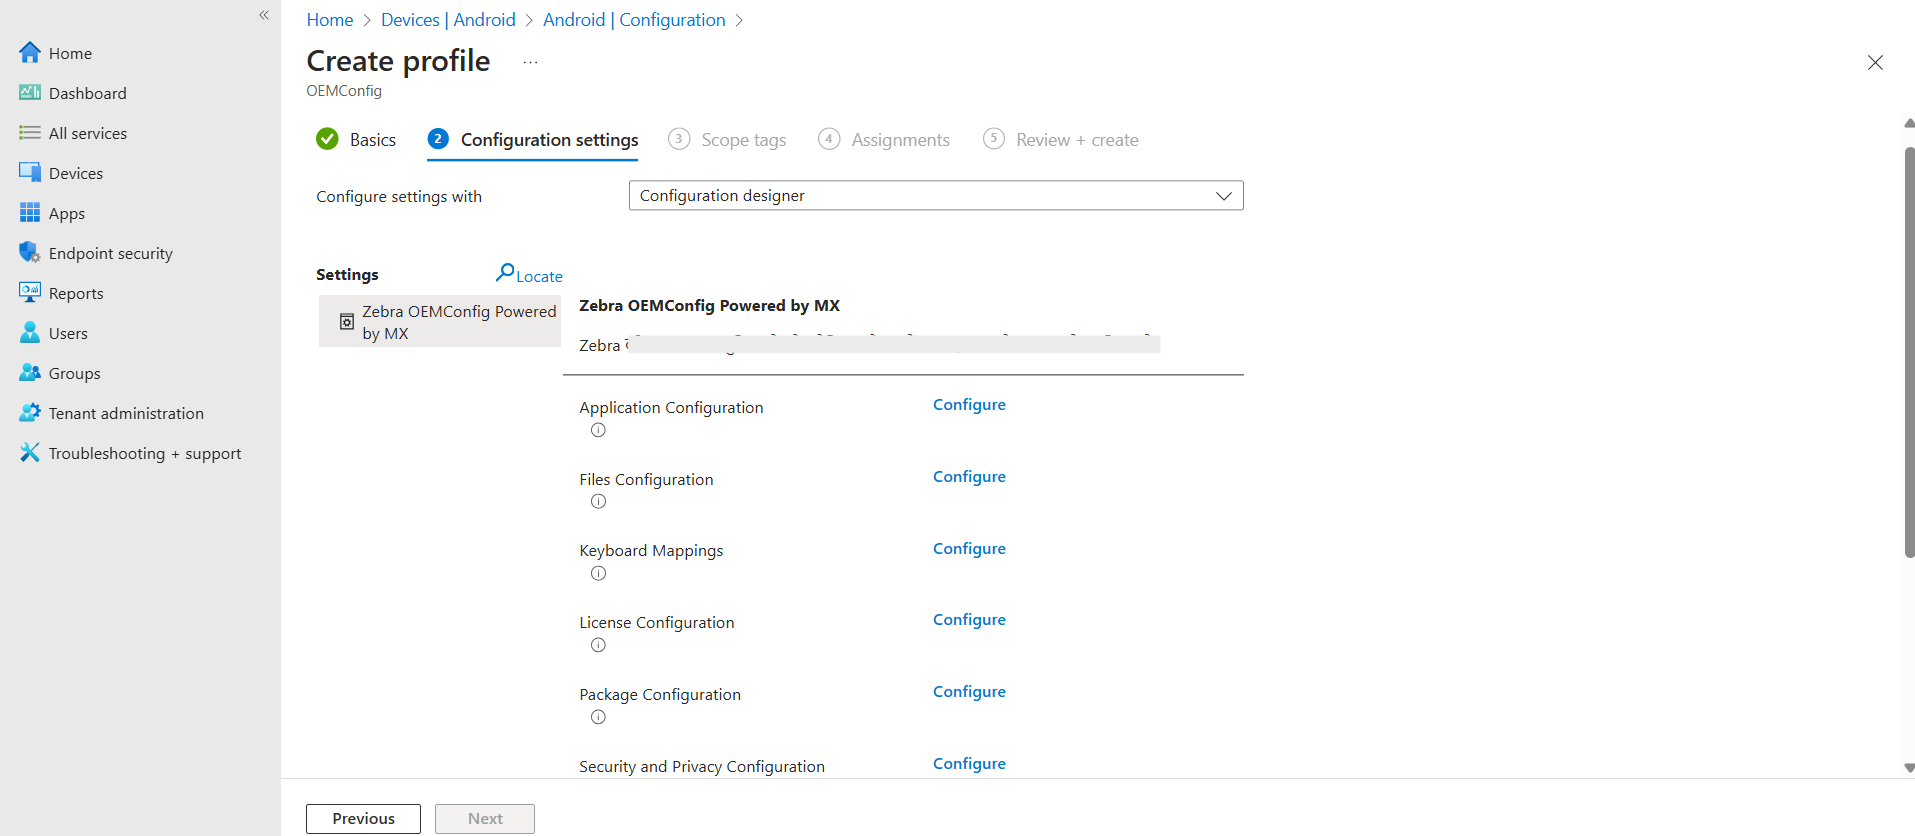 Home
Dashboard
All services
Devices
Apps
Endpoint security
Reports
Users
Groups
Tenant administration
Troubleshooting + support
Home > Devices | Android > Android | Configuration >
Create profile ...
OEMConfig
Basics 2 Configuration settings 3 Scope tags 4 Assignments 5 Review + create
Configure settings with Configuration designer
Settings Locate
Zebra OEMConfig Powered
by MX
Zebra OEMConfig Powered by MX
Zebra
Application Configuration Configure
Files Configuration Configure
Keyboard Mappings Configure
License Configuration Configure
Package Configuration Configure
Security and Privacy Configuration Configure
Previous Next